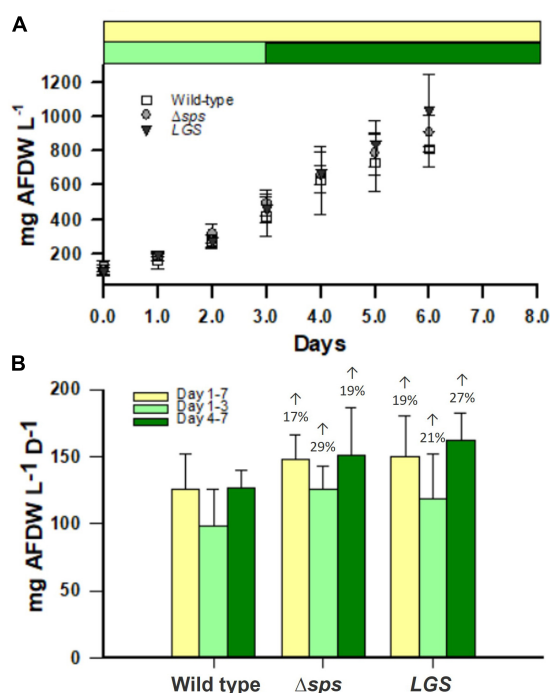 A
mg AFDW L-1
1200
1000
800
600
400
200
Wild-type
Δsps
LGS
0.0 1.0 2.0 3.0 4.0 5.0 6.0 7.0 8.0
Days
B
mg AFDW L-1 D-1
200
150
100
50
0
Day 1-7
Day 1-3
Day 4-7
↑ ↑ ↑ ↑ ↑ ↑
17% 29% 19% 19% 21% 27%
Wild type Δsps LGS